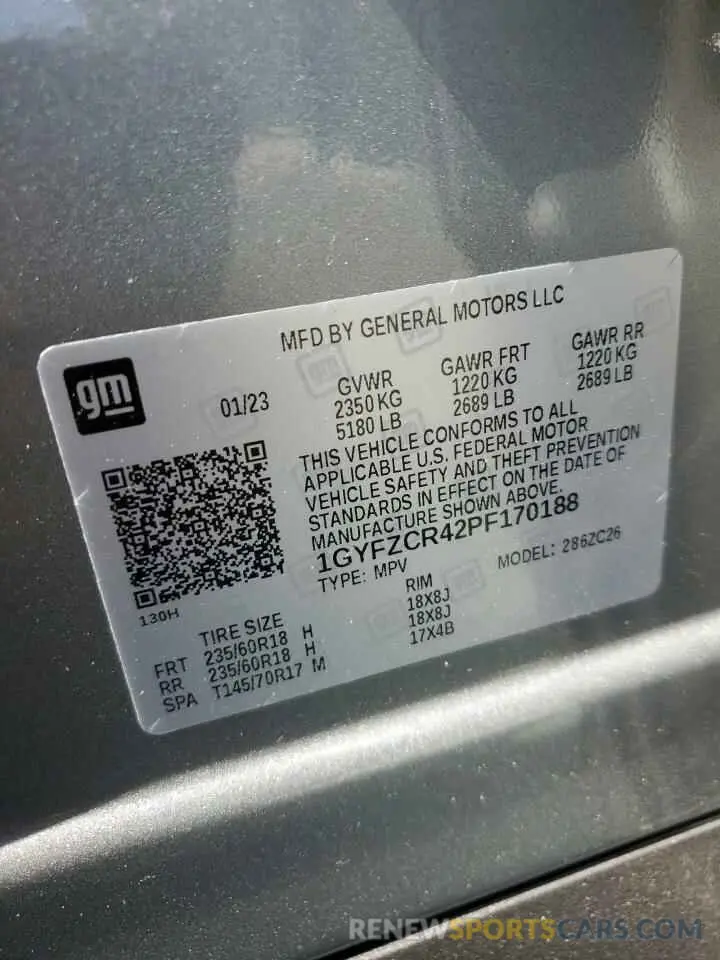 MFD BY GENERAL MOTORS LLC
gm
01/23
GVWR GAWR FRT GAWR RR
2350 KG 1220 KG 1220 KG
5180 LB 2689 LB 2689 LB
THIS VEHICLE CONFORMS TO ALL
APPLICABLE U.S. FEDERAL MOTOR
VEHICLE SAFETY AND THEFT PREVENTION
STANDARDS IN EFFECT ON THE DATE OF
MANUFACTURE SHOWN ABOVE.
1GYFZCR42PF170188
TYPE: MPV MODEL: 286ZC26
130H
TIRE SIZE RIM
FRT 235/60R18 H 18X8J
RR 235/60R18 H 18X8J
SPA T145/70R17 M 17X4B
RENEWSPORTSCARS.COM